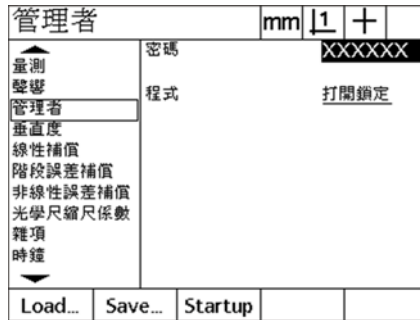 管理者 mm 1
密碼 XXXXXX
程式 打開鎖定
量測
聲響
管理者
垂直度
線性補償
階段誤差補償
非線性誤差補償
光學尺縮尺係數
雜項
時鐘
Load... Save... Startup